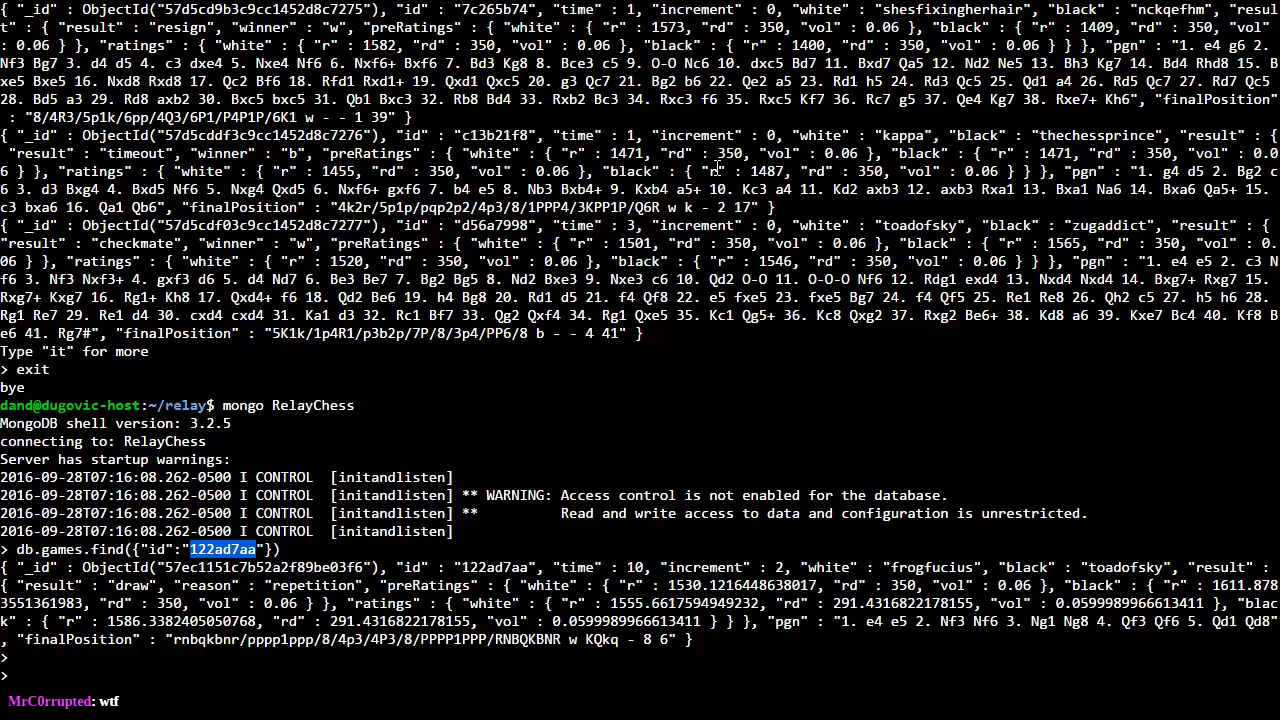 { "_id" : ObjectId("57d5cd9b3c9cc1452d8c7275"), "id" : "7c265b74", "time" : 1, "increment" : 0, "white" : "shesfixingherhair", "black" : "nckqefhm", "resul
t" : { "result" : "resign", "winner" : "w", "preRatings" : { "white" : { "r" : 1573, "rd" : 350, "vol" : 0.06 }, "black" : { "r" : 1409, "rd" : 350, "vol"
: 0.06 } }, "ratings" : { "white" : { "r" : 1582, "rd" : 350, "vol" : 0.06 }, "black" : { "r" : 1400, "rd" : 350, "vol" : 0.06 } } }, "pgn" : "1. e4 g6 2.
Nf3 Bg7 3. d4 d5 4. c3 dxe4 5. Nxe4 Nf6 6. Nxf6+ Bxf6 7. Bd3 Kg8 8. Bce3 c5 9. O-O Nc6 10. dxc5 Bd7 11. Bxd7 Qa5 12. Nd2 Ne5 13. Bh3 Kg7 14. Bd4 Rhd8 15. B
xe5 Bxe5 16. Nxd8 Rxd8 17. Qc2 Bf6 18. Rfd1 Rxd1+ 19. Qxd1 Qxc5 20. g3 Qc7 21. Bg2 b6 22. Qe2 a5 23. Rd1 h5 24. Rd3 Qc5 25. Qd1 a4 26. Rd5 Qc7 27. Rd7 Qc5
28. Bd5 a3 29. Rd8 axb2 30. Bxc5 bxc5 31. Qb1 Bxc3 32. Rb8 Bd4 33. Rxb2 Bc3 34. Rxc3 f6 35. Rxc5 Kf7 36. Rc7 g5 37. Qe4 Kg7 38. Rxe7+ Kh6", "finalPosition"
: "8/4R3/5p1k/6pp/4Q3/6P1/P4P1P/6K1 w - - 1 39" }
{ "_id" : ObjectId("57d5cddf3c9cc1452d8c7276"), "id" : "c13b21f8", "time" : 1, "increment" : 0, "white" : "kappa", "black" : "thechessprince", "result" : {
"result" : "timeout", "winner" : "b", "preRatings" : { "white" : { "r" : 1471, "rd" : 350, "vol" : 0.06 }, "black" : { "r" : 1471, "rd" : 350, "vol" : 0.0
6 } }, "ratings" : { "white" : { "r" : 1455, "rd" : 350, "vol" : 0.06 }, "black" : { "r" : 1487, "rd" : 350, "vol" : 0.06 } } }, "pgn" : "1. g4 d5 2. Bg2 c
6 3. d3 Bxg4 4. Bxd5 Nf6 5. Nxg4 Qxd5 6. Nxf6+ gxf6 7. b4 e5 8. Nb3 Bxb4+ 9. Kxb4 a5+ 10. Kc3 a4 11. Kd2 axb3 12. axb3 Rxa1 13. Bxa1 Na6 14. Bxa6 Qa5+ 15.
c3 bxa6 16. Qa1 Qb6", "finalPosition" : "4k2r/5p1p/pqp2p2/4p3/8/1PPP4/3KPP1P/Q6R w k - 2 17" }
{ "_id" : ObjectId("57d5cdf03c9cc1452d8c7277"), "id" : "d56a7998", "time" : 3, "increment" : 0, "white" : "toadofsky", "black" : "zugaddict", "result" : {
"result" : "checkmate", "winner" : "w", "preRatings" : { "white" : { "r" : 1501, "rd" : 350, "vol" : 0.06 }, "black" : { "r" : 1565, "rd" : 350, "vol" : 0.
06 } }, "ratings" : { "white" : { "r" : 1520, "rd" : 350, "vol" : 0.06 }, "black" : { "r" : 1546, "rd" : 350, "vol" : 0.06 } } }, "pgn" : "1. e4 e5 2. c3 N
f6 3. Nf3 Nxf3+ 4. gxf3 d6 5. d4 Nd7 6. Be3 Be7 7. Bg2 Bg5 8. Nd2 Bxe3 9. Nxe3 c6 10. Qd2 O-O 11. O-O-O Nf6 12. Rdg1 exd4 13. Nxd4 Nxd4 14. Bxg7+ Rxg7 15.
Rxg7+ Kxg7 16. Rg1+ Kh8 17. Qxd4+ f6 18. Qd2 Be6 19. h4 Bg8 20. Rd1 d5 21. f4 Qf8 22. e5 fxe5 23. fxe5 Bg7 24. f4 Qf5 25. Re1 Re8 26. Qh2 c5 27. h5 h6 28.
Rg1 Re7 29. Re1 d4 30. cxd4 cxd4 31. Ka1 d3 32. Rc1 Bf7 33. Qg2 Qxf4 34. Rg1 Qxe5 35. Kc1 Qg5+ 36. Kc8 Qxg2 37. Rxg2 Be6+ 38. Kd8 a6 39. Kxe7 Bc4 40. Kf8 B
e6 41. Rg7#", "finalPosition" : "5K1k/1p4R1/p3b2p/7P/8/3p4/PP6/8 b - - 4 41" }
Type "it" for more
> exit
bye
dand@dugovic-host:~/relay$ mongo RelayChess
MongoDB shell version: 3.2.5
connecting to: RelayChess
Server has startup warnings:
2016-09-28T07:16:08.262-0500 I CONTROL  [initandlisten]
2016-09-28T07:16:08.262-0500 I CONTROL  [initandlisten] ** WARNING: Access control is not enabled for the database.
2016-09-28T07:16:08.262-0500 I CONTROL  [initandlisten] **          Read and write access to data and configuration is unrestricted.
2016-09-28T07:16:08.262-0500 I CONTROL  [initandlisten]
> db.games.find({"id":"122ad7aa"})
{ "_id" : ObjectId("57ec1151c7b52a2f89be03f6"), "id" : "122ad7aa", "time" : 10, "increment" : 2, "white" : "frogfucius", "black" : "toadofsky", "result" :
{ "result" : "draw", "reason" : "repetition", "preRatings" : { "white" : { "r" : 1530.1216448638017, "rd" : 350, "vol" : 0.06 }, "black" : { "r" : 1611.878
3551361983, "rd" : 350, "vol" : 0.06 } }, "ratings" : { "white" : { "r" : 1555.6617594949232, "rd" : 291.4316822178155, "vol" : 0.0599989966613411 }, "blac
k" : { "r" : 1586.3382405050768, "rd" : 291.4316822178155, "vol" : 0.0599989966613411 } } }, "pgn" : "1. e4 e5 2. Nf3 Nf6 3. Ng1 Ng8 4. Qf3 Qf6 5. Qd1 Qd8"
, "finalPosition" : "rnbqkbnr/pppp1ppp/8/4p3/4P3/8/PPPP1PPP/RNBQKBNR w KQkq - 8 6" }
>
>
MrC0rrupted: wtf